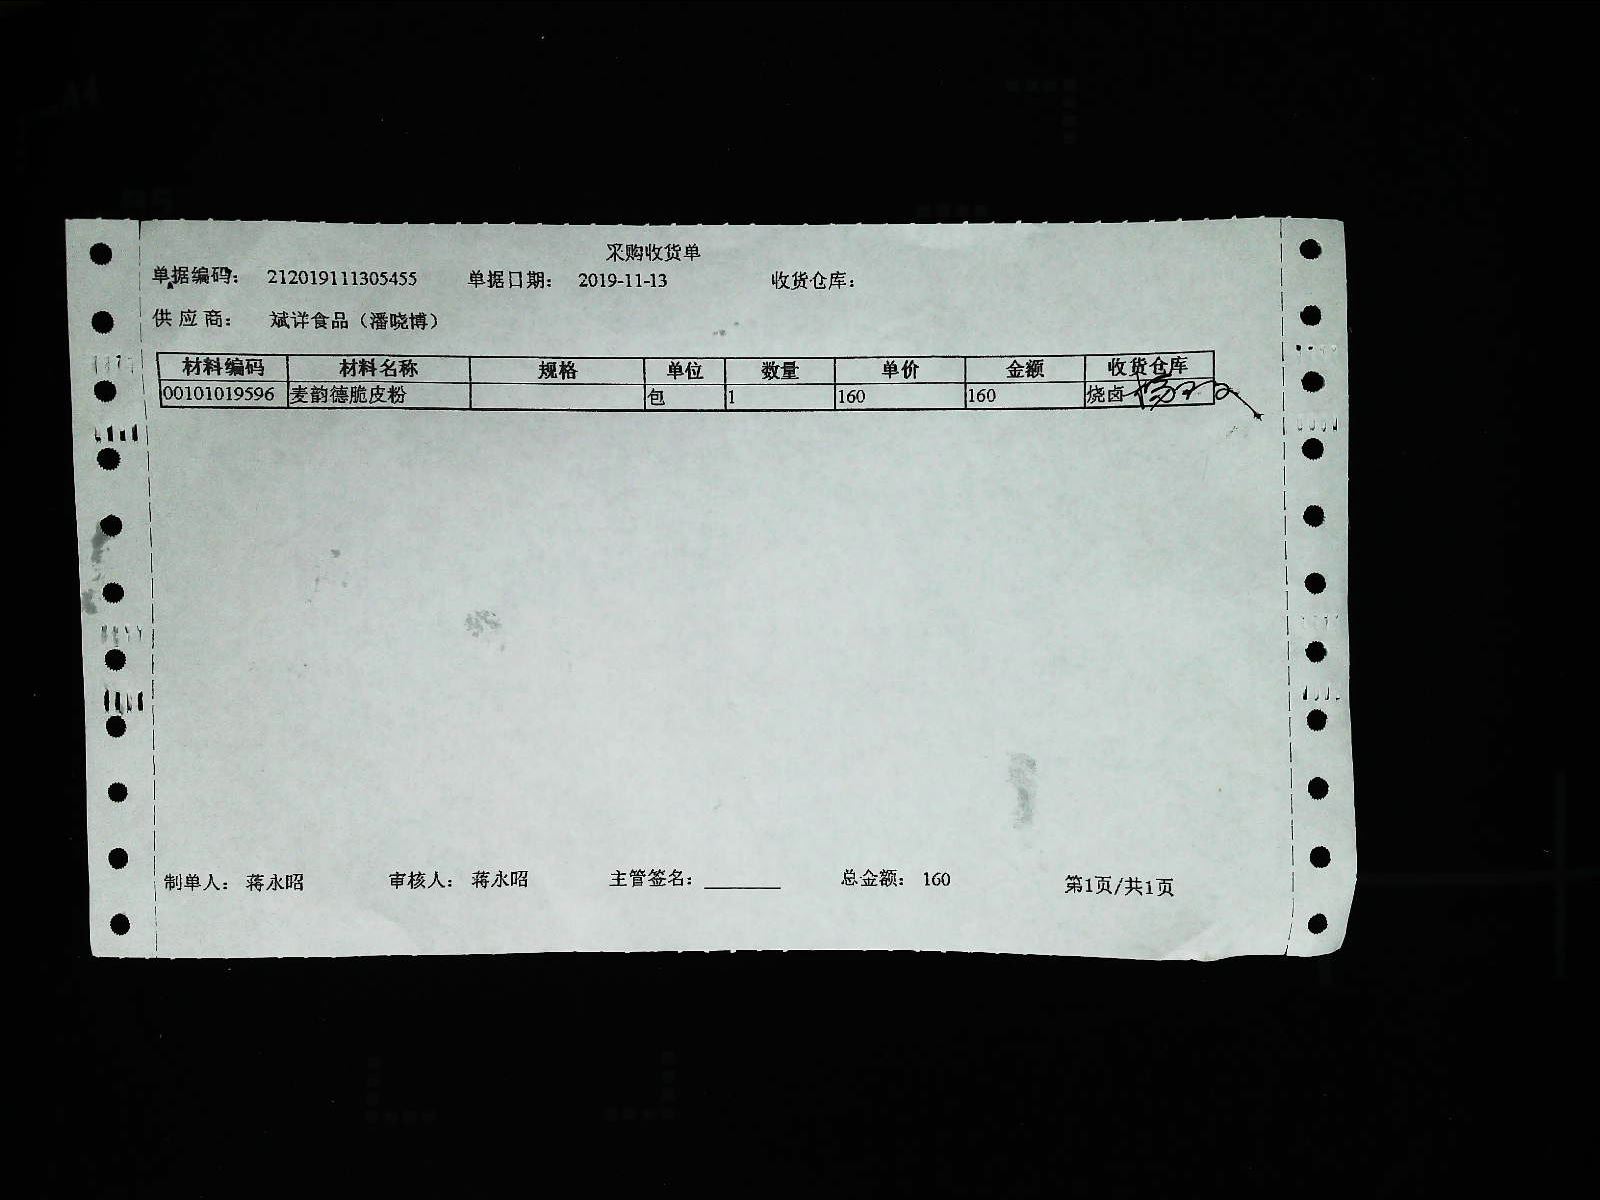 采购收货单
单据编码： 212019111305455 单据日期： 2019-11-13 收货仓库：
供应商： 斌详食品（潘晓博）
材料编码 材料名称 规格 单位 数量 单价 金额 收货仓库
00101019596 麦韵德脆皮粉 包 1 160 160 烧卤
制单人： 蒋永昭 审核人： 蒋永昭 主管签名：________ 总金额： 160 第1页/共1页